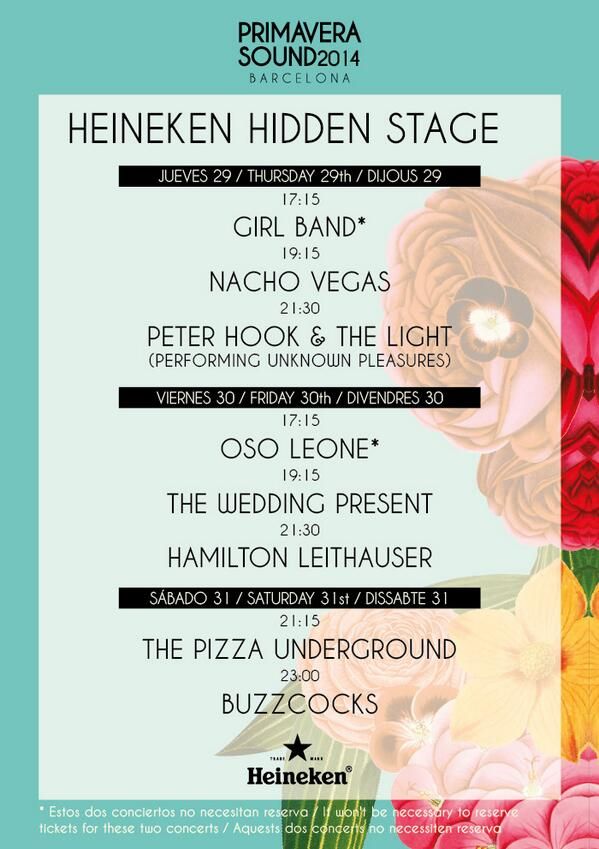 PRIMAVERA
SOUND2014
BARCELONA
HEINEKEN HIDDEN STAGE
JUEVES 29 / THURSDAY 29th / DIJOUS 29
17:15
GIRL BAND*
19:15
NACHO VEGAS
21:30
PETER HOOK & THE LIGHT
(PERFORMING UNKNOWN PLEASURES)
VIERNES 30 / FRIDAY 30th / DIVENDRES 30
17:15
OSO LEONE*
19:15
THE WEDDING PRESENT
21:30
HAMILTON LEITHAUSER
SÁBADO 31 / SATURDAY 31st / DISSABTE 31
21:15
THE PIZZA UNDERGROUND
23:00
BUZZCOCKS
TRADE MARK
Heineken®
* Estos dos conciertos no necesitan reserva / It won't be necessary to reserve
tickets for these two concerts / Aquests dos concerts no necessiten reserva